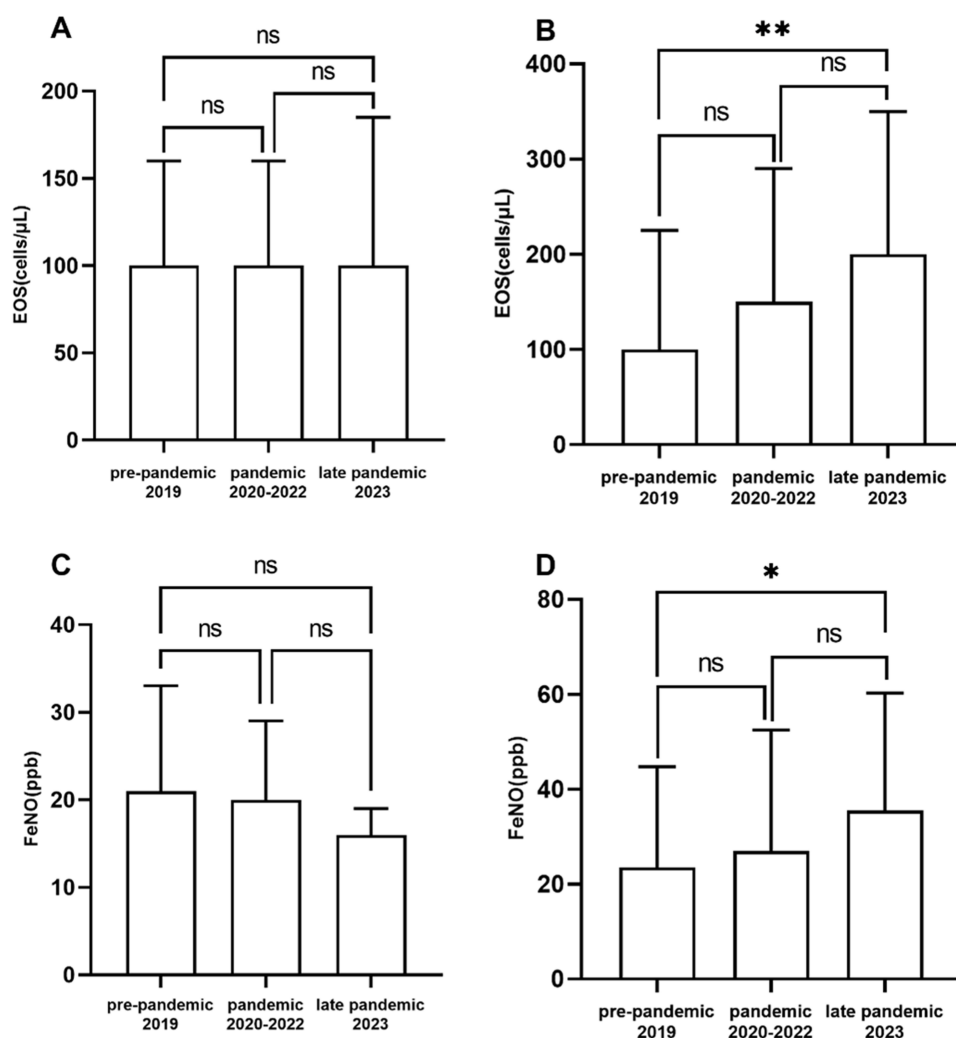 A
ns
ns
ns
200
150
100
50
0
EOS(cells/μL)
pre-pandemic
2019
pandemic
2020-2022
late pandemic
2023
B
**
ns
ns
400
300
200
100
0
EOS(cells/μL)
pre-pandemic
2019
pandemic
2020-2022
late pandemic
2023
C
ns
ns
ns
40
30
20
10
0
FeNO(ppb)
pre-pandemic
2019
pandemic
2020-2022
late pandemic
2023
D
*
ns
ns
80
60
40
20
0
FeNO(ppb)
pre-pandemic
2019
pandemic
2020-2022
late pandemic
2023